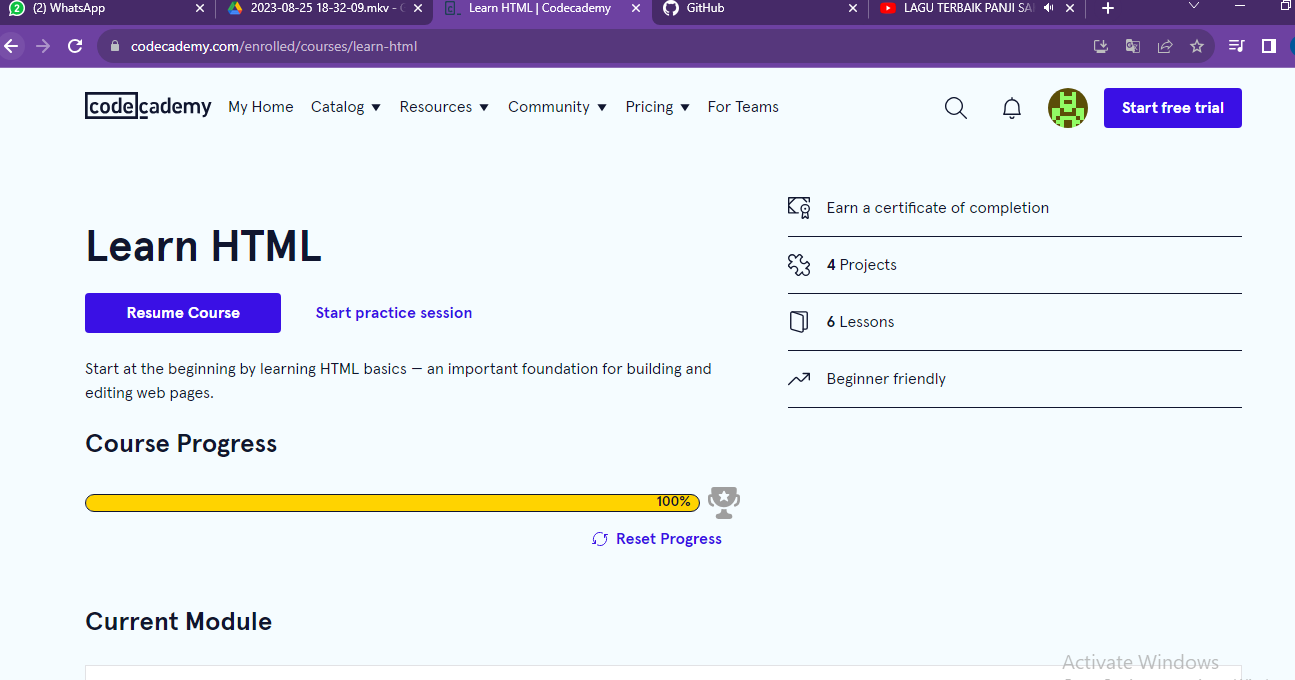 2
(2) WhatsApp
2023-08-25 18-32-09.mkv -
Learn HTML | Codecademy
GitHub
LAGU TERBAIK PANJI
codecademy.com/enrolled/courses/learn-html
codecademy
My Home
Catalog
Resources
Community
Pricing
For Teams
Start free trial
Earn a certificate of completion
Learn HTML
4 Projects
Resume Course
Start practice session
6 Lessons
Start at the beginning by learning HTML basics — an important foundation for building and
editing web pages.
Beginner friendly
Course Progress
100%
Reset Progress
Current Module
Activate Windows